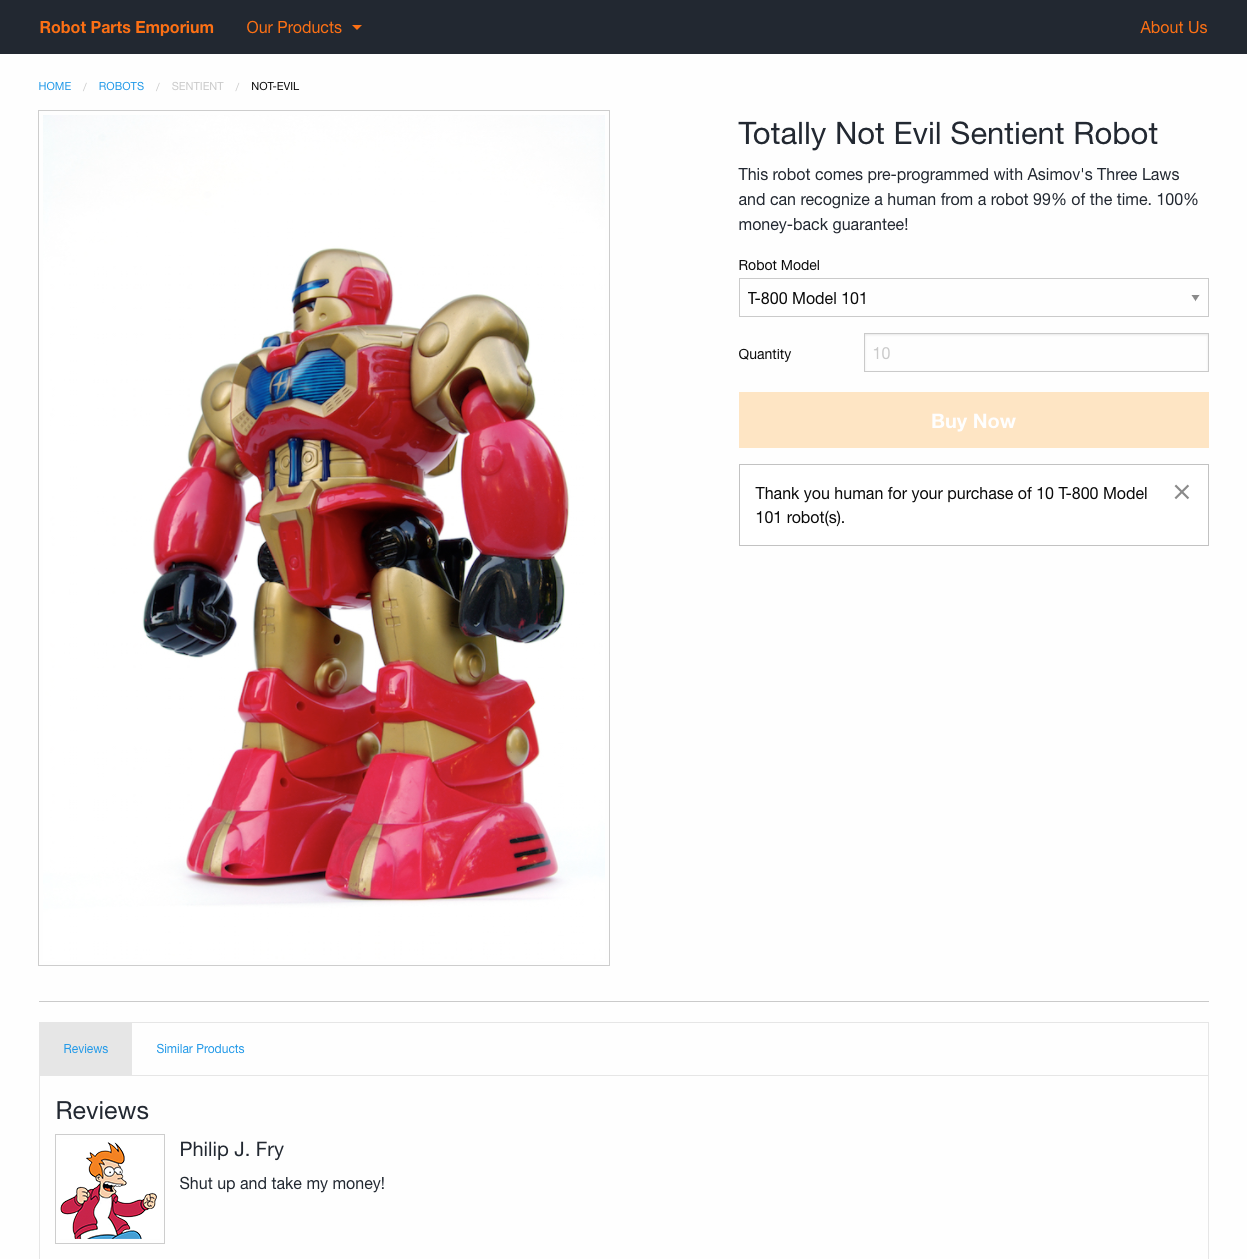 Robot Parts Emporium Our Products About Us
HOME / ROBOTS / SENTIENT / NOT-EVIL
Totally Not Evil Sentient Robot
This robot comes pre-programmed with Asimov's Three Laws
and can recognize a human from a robot 99% of the time. 100%
money-back guarantee!
Robot Model
T-800 Model 101
Quantity 10
Buy Now
Thank you human for your purchase of 10 T-800 Model
101 robot(s).
Reviews Similar Products
Reviews
Philip J. Fry
Shut up and take my money!